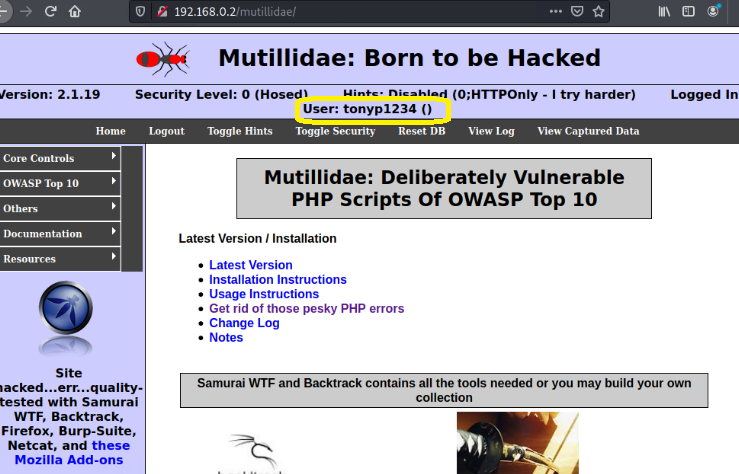 192.168.0.2/mutillidae/
Mutillidae: Born to be Hacked
Version: 2.1.19 Security Level: 0 (Hosed) Hints: Disabled (0;HTTPOnly - I try harder) Logged In
User: tonyp1234 ()
Home Logout Toggle Hints Toggle Security Reset DB View Log View Captured Data
Core Controls
OWASP Top 10
Others
Documentation
Resources
Site
hacked...err...quality-
tested with Samurai
WTF, Backtrack,
Firefox, Burp-Suite,
Netcat, and these
Mozilla Add-ons
Mutillidae: Deliberately Vulnerable
PHP Scripts Of OWASP Top 10
Latest Version / Installation
Latest Version
Installation Instructions
Usage Instructions
Get rid of those pesky PHP errors
Change Log
Notes
Samurai WTF and Backtrack contains all the tools needed or you may build your own
collection